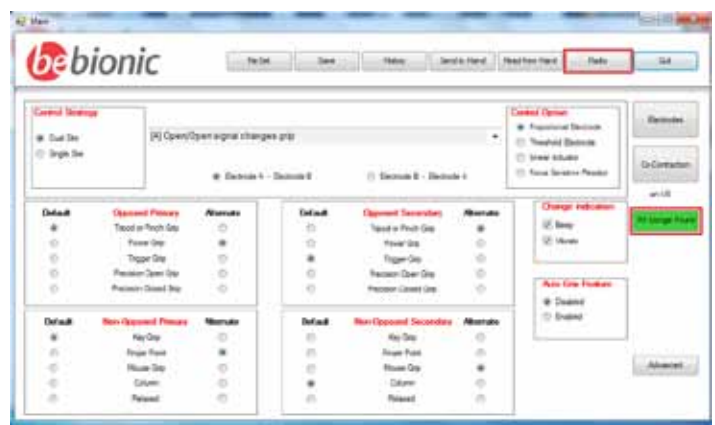 Main
bebionic
Save
History
Send to Hand
Read from Hand
Radio
Quit
Control Strategy
Dual Site
Single Site
(4) Open/Open signal changes grip
Electrode A - Electrode B
Electrode B - Electrode A
Control Option
Proportional Electrode
Threshold Electrode
Linear Actuator
Force Sensitive Resistor
Electrodes
Co-Contraction
Default Opposed Primary Alternate
Tripod or Pinch Grip
Power Grip
Trigger Grip
Precision Open Grip
Precision Closed Grip
Default Opposed Secondary Alternate
Tripod or Pinch Grip
Power Grip
Trigger Grip
Precision Open Grip
Precision Closed Grip
Change Indication
Beep
Vibrate
RF Dongle Found
Auto Grip Feature
Disabled
Enabled
Default Non-Opposed Primary Alternate
Key Grip
Finger Point
Mouse Grip
Column
Relaxed
Default Non-Opposed Secondary Alternate
Key Grip
Finger Point
Mouse Grip
Column
Relaxed
Advanced